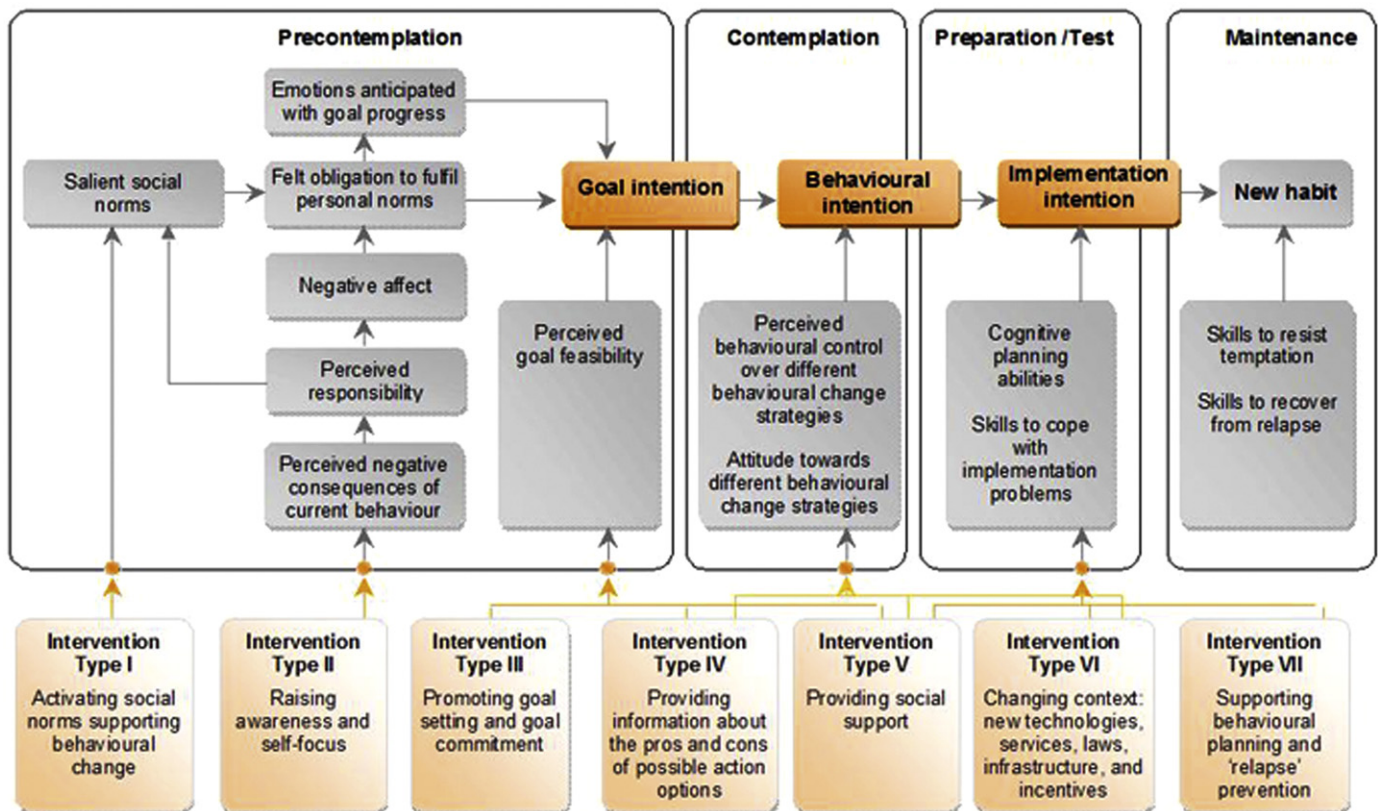 Precontemplation
Contemplation
Preparation /Test
Maintenance
Emotions anticipated
with goal progress
Salient social
norms
Felt obligation to fulfil
personal norms
Goal intention
Behavioural
intention
Implementation
intention
New habit
Negative affect
Perceived
responsibility
Perceived negative
consequences of
current behaviour
Perceived
goal feasibility
Perceived
behavioural control
over different
behavioural change
strategies
Attitude towards
different behavioural
change strategies
Cognitive
planning
abilities
Skills to cope
with
implementation
problems
Skills to resist
temptation
Skills to recover
from relapse
Intervention
Type I
Activating social
norms supporting
behavioural
change
Intervention
Type II
Raising
awareness and
self-focus
Intervention
Type III
Promoting goal
setting and goal
commitment
Intervention
Type IV
Providing
information about
the pros and cons
of possible action
options
Intervention
Type V
Providing social
support
Intervention
Type VI
Changing context:
new technologies,
services, laws,
infrastructure, and
incentives
Intervention
Type VII
Supporting
behavioural
planning and
‘relapse’
prevention